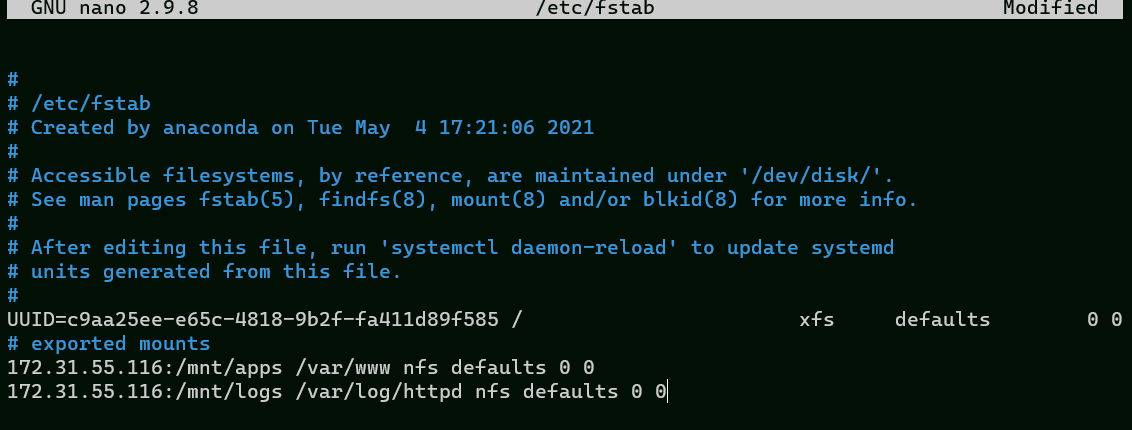 GNU nano 2.9.8 /etc/fstab Modified
#
# /etc/fstab
# Created by anaconda on Tue May  4 17:21:06 2021
#
# Accessible filesystems, by reference, are maintained under '/dev/disk/'.
# See man pages fstab(5), findfs(8), mount(8) and/or blkid(8) for more info.
#
# After editing this file, run 'systemctl daemon-reload' to update systemd
# units generated from this file.
#
UUID=c9aa25ee-e65c-4818-9b2f-fa411d89f585 /                       xfs     defaults        0 0
# exported mounts
172.31.55.116:/mnt/apps /var/www nfs defaults 0 0
172.31.55.116:/mnt/logs /var/log/httpd nfs defaults 0 0